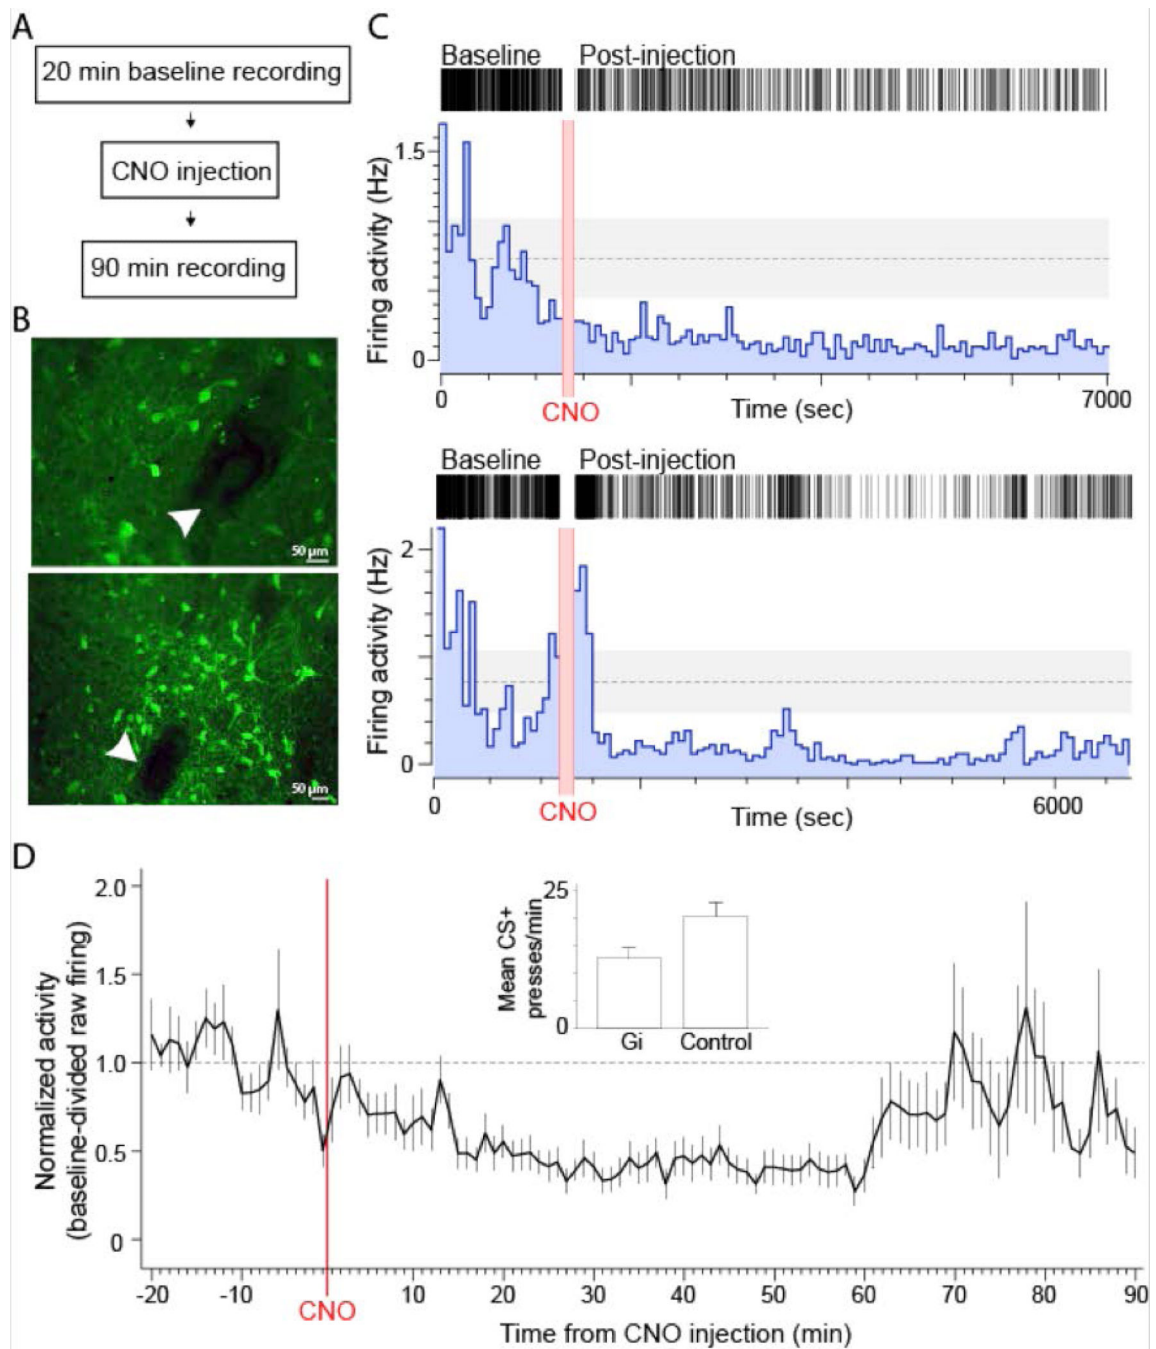 A
20 min baseline recording
CNO injection
90 min recording
B
50 µm
50 µm
C
Baseline Post-injection
Firing activity (Hz)
1.5
0
0 7000
CNO
Time (sec)
Baseline Post-injection
Firing activity (Hz)
2
0
0 6000
CNO
Time (sec)
D
Normalized activity
(baseline-divided raw firing)
2.0
1.5
1.0
0.5
0
Mean CS+
presses/min
25
0
Gi Control
-20 -10 10 20 30 40 50 60 70 80 90
CNO
Time from CNO injection (min)